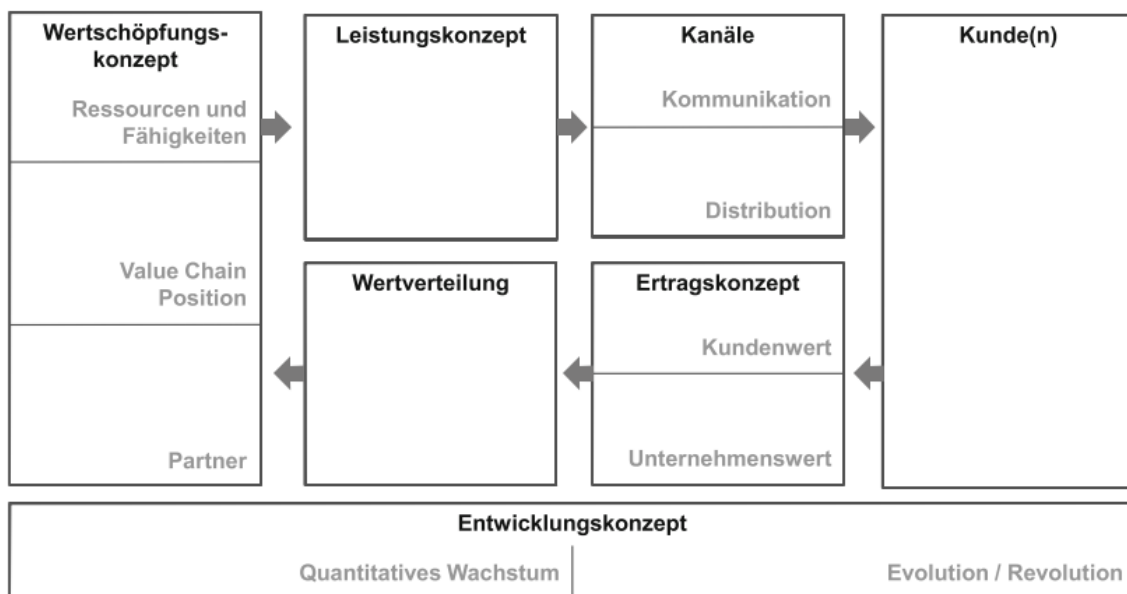 Wertschöpfungs-
konzept
Ressourcen und
Fähigkeiten
Value Chain
Position
Partner
Leistungskonzept
Kanäle
Kommunikation
Distribution
Kunde(n)
Wertverteilung
Ertragskonzept
Kundenwert
Unternehmenswert
Entwicklungskonzept
Quantitatives Wachstum
Evolution / Revolution